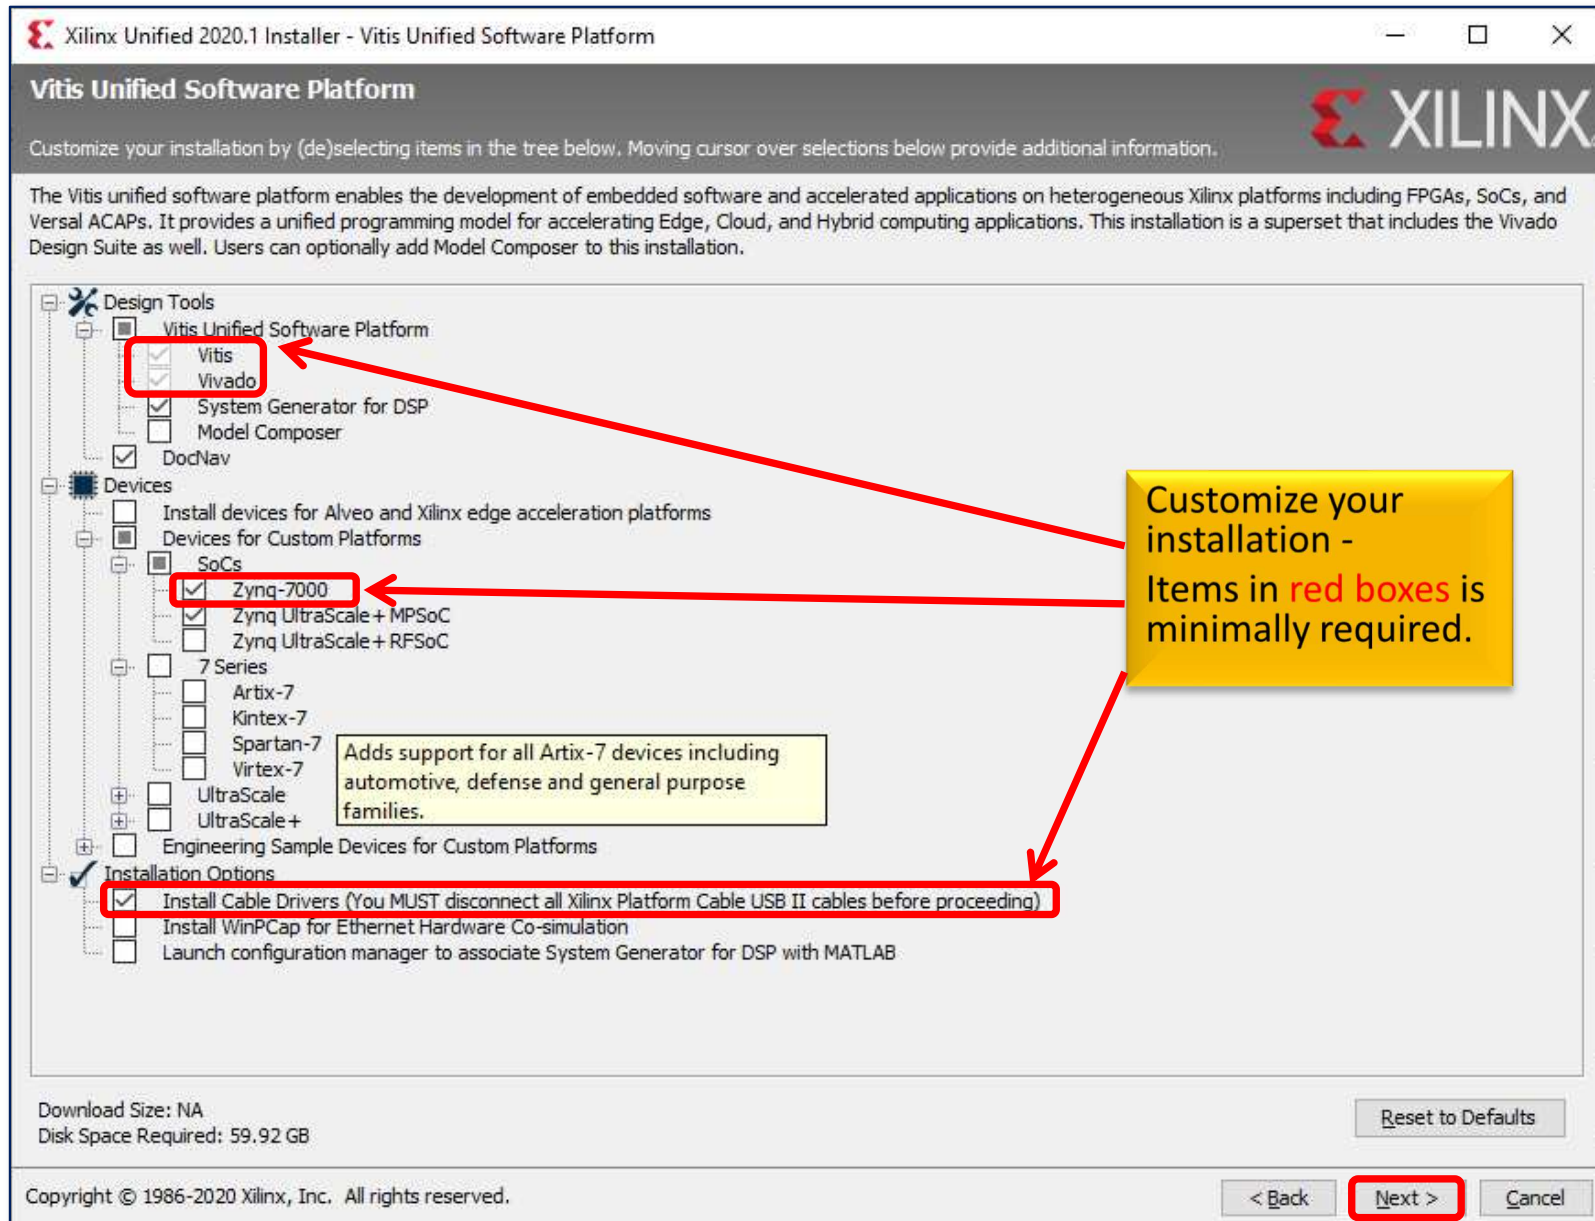 Xilinx Unified 2020.1 Installer - Vitis Unified Software Platform
Vitis Unified Software Platform
XILINX
Customize your installation by (de)selecting items in the tree below. Moving cursor over selections below provide additional information.
The Vitis unified software platform enables the development of embedded software and accelerated applications on heterogeneous Xilinx platforms including FPGAs, SoCs, and
Versal ACAPs. It provides a unified programming model for accelerating Edge, Cloud, and Hybrid computing applications. This installation is a superset that includes the Vivado
Design Suite as well. Users can optionally add Model Composer to this installation.
Design Tools
Vitis Unified Software Platform
Vitis
Vivado
System Generator for DSP
Model Composer
DocNav
Devices
Install devices for Alveo and Xilinx edge acceleration platforms
Devices for Custom Platforms
SoCs
Zynq-7000
Zynq UltraScale+ MPSoC
Zynq UltraScale+ RFSoC
7 Series
Artix-7
Kintex-7
Spartan-7
Virtex-7
UltraScale
UltraScale+
Engineering Sample Devices for Custom Platforms
Adds support for all Artix-7 devices including
automotive, defense and general purpose
families.
Customize your
installation -
Items in red boxes is
minimally required.
Installation Options
Install Cable Drivers (You MUST disconnect all Xilinx Platform Cable USB II cables before proceeding)
Install WinPCap for Ethernet Hardware Co-simulation
Launch configuration manager to associate System Generator for DSP with MATLAB
Download Size: NA
Disk Space Required: 59.92 GB
Reset to Defaults
Copyright © 1986-2020 Xilinx, Inc. All rights reserved.
< Back
Next >
Cancel